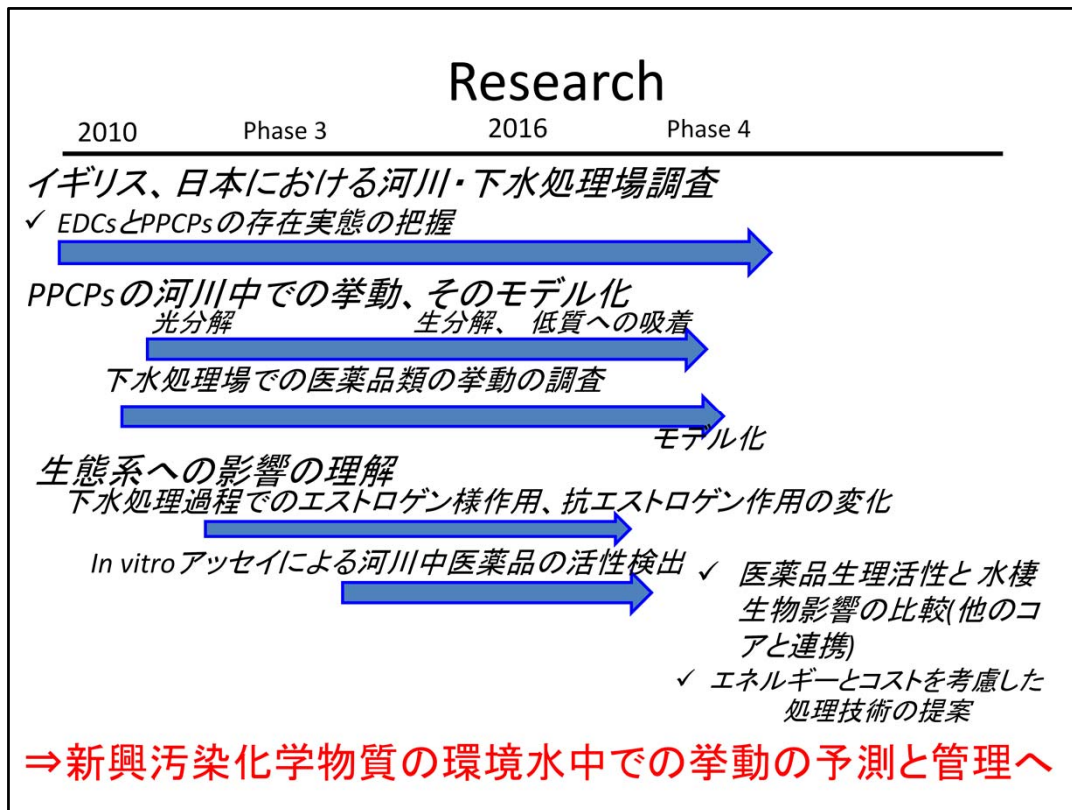 Research
2010 Phase 3 2016 Phase 4
イギリス、日本における河川・下水処理場調査
✓ EDCsとPPCPsの存在実態の把握
PPCPsの河川中での挙動、そのモデル化
光分解 生分解、 低質への吸着
下水処理場での医薬品類の挙動の調査
モデル化
生態系への影響の理解
下水処理過程でのエストロゲン様作用、抗エストロゲン作用の変化
In vitroアッセイによる河川中医薬品の活性検出
✓ 医薬品生理活性と 水棲
生物影響の比較(他のコ
アと連携)
✓ エネルギーとコストを考慮した
処理技術の提案
⇒新興汚染化学物質の環境水中での挙動の予測と管理へ